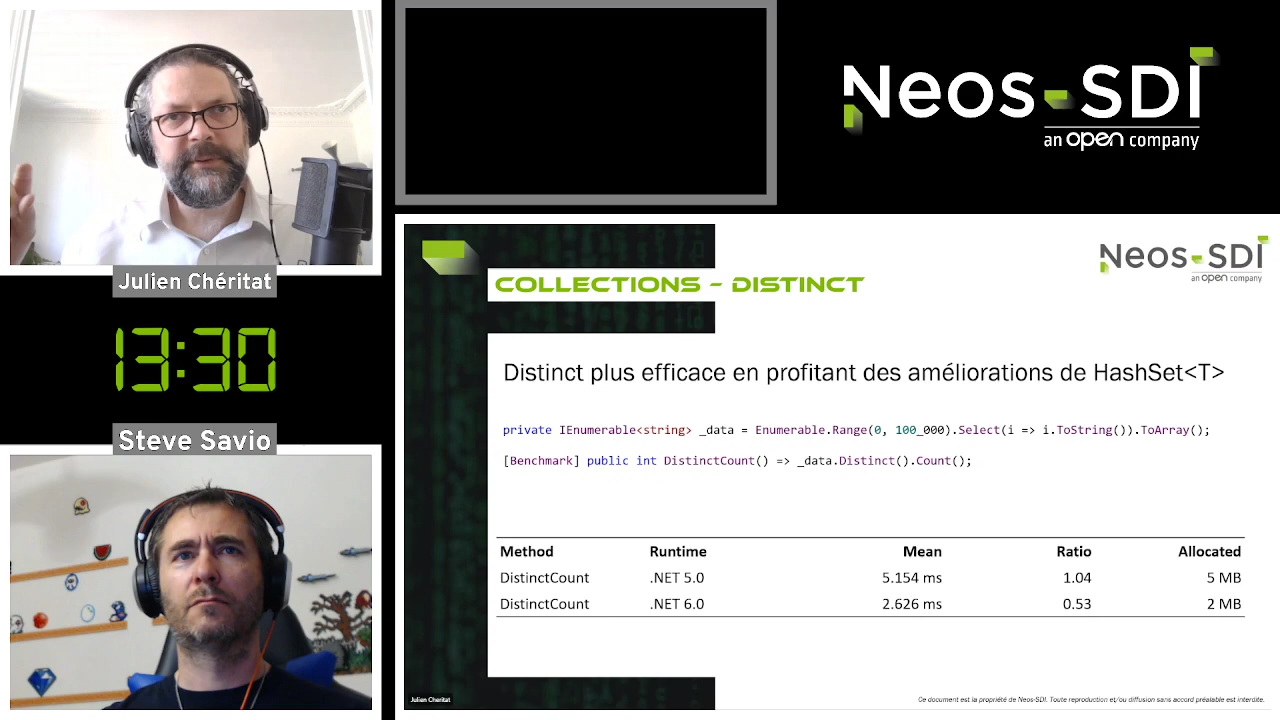 Neos-SDI
an open company
Julien Chéritat
13:30
Steve Savio
Neos-SDI
an open company
COLLECTIONS - DISTINCT
Distinct plus efficace en profitant des améliorations de HashSet<T>
private IEnumerable<string> _data = Enumerable.Range(0, 100_000).Select(i => i.ToString()).ToArray();
[Benchmark] public int DistinctCount() => _data.Distinct().Count();
Method Runtime Mean Ratio Allocated
DistinctCount .NET 5.0 5.154 ms 1.04 5 MB
DistinctCount .NET 6.0 2.626 ms 0.53 2 MB
Julien Cheritat
Ce document est la propriété de Neos-SDI. Toute reproduction et/ou diffusion sans accord préalable est interdite.